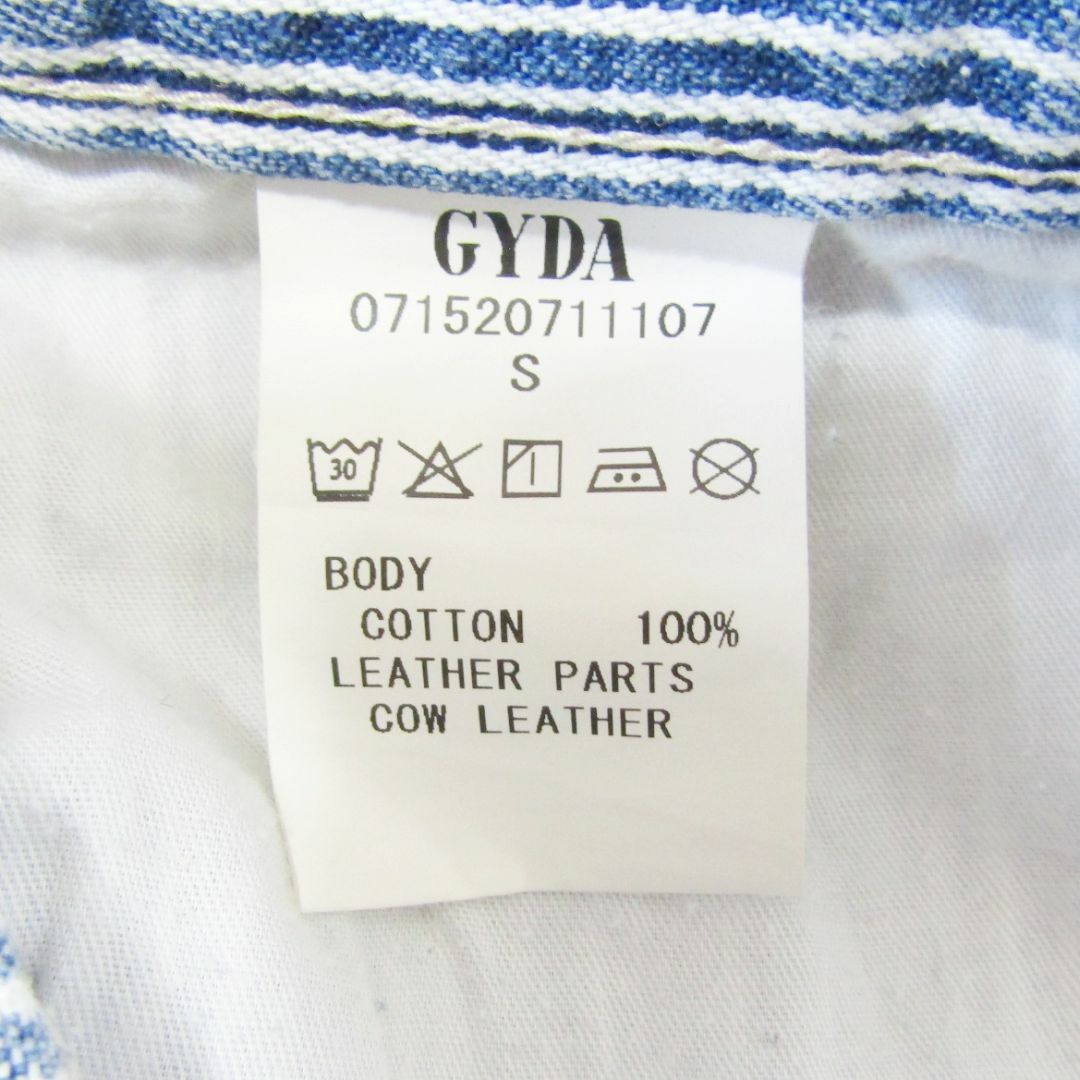 GYDA
071520711107
S
30
BODY
COTTON 100%
LEATHER PARTS
COW LEATHER